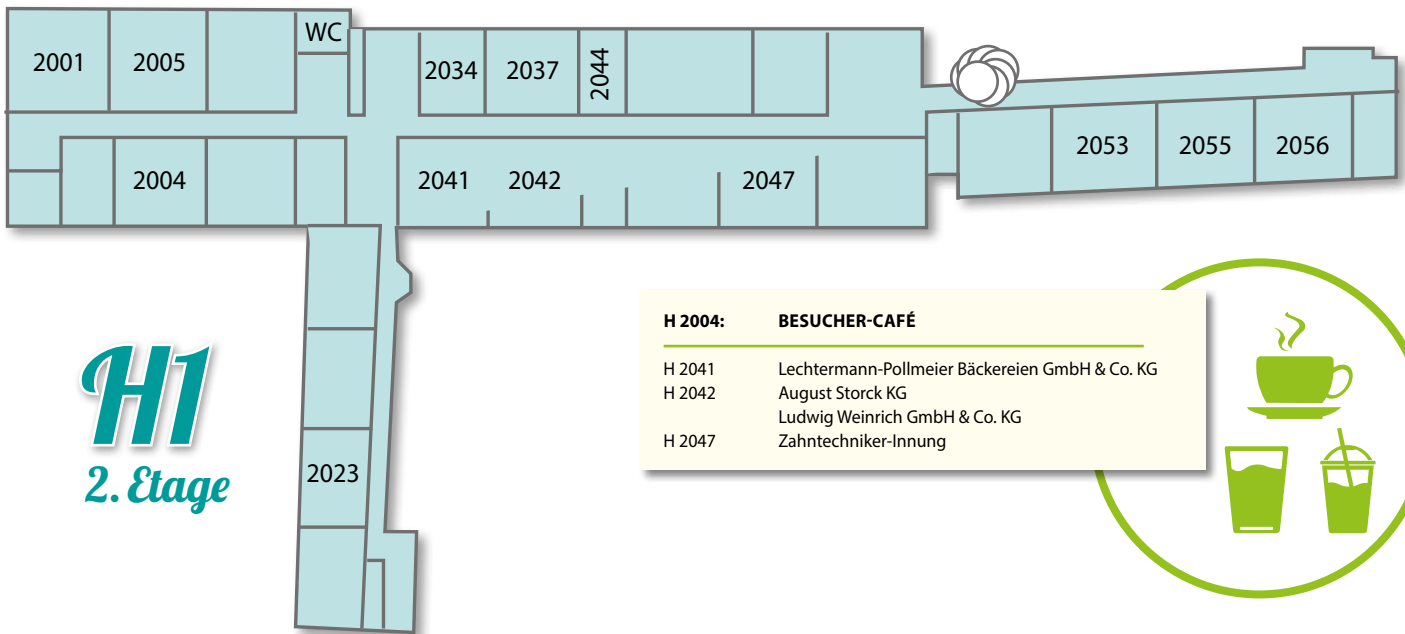 WC
2001 2005 2034 2037 2044
2053 2055 2056
2004 2041 2042 2047
2023
H1
2. Etage
H 2004: BESUCHER-CAFÉ
H 2041 Lechtermann-Pollmeier Bäckereien GmbH & Co. KG
H 2042 August Storck KG
Ludwig Weinrich GmbH & Co. KG
H 2047 Zahntechniker-Innung